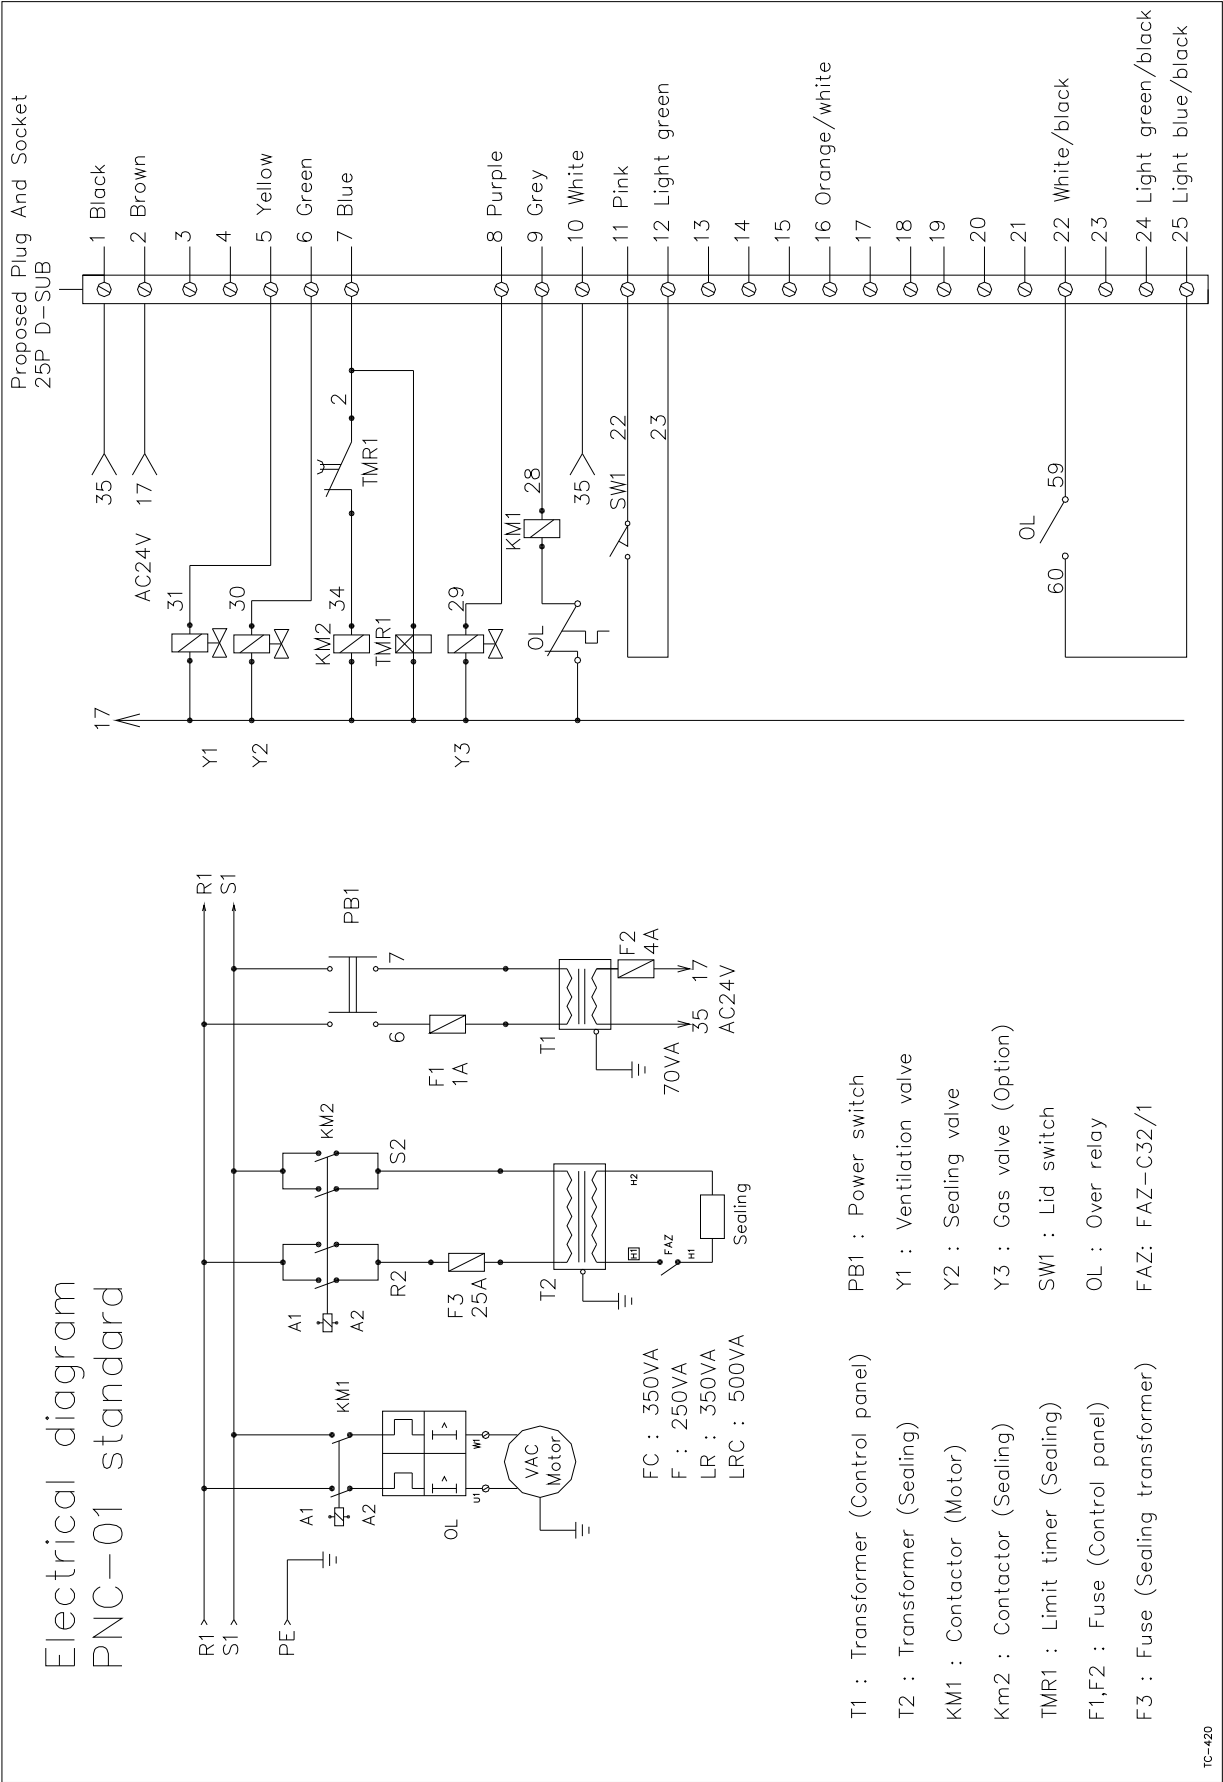 Electrical diagram
PNC-01 standard
R1
S1
PE
A1
A2
KM1
OL
U1
W1
VAC
Motor
A1
A2
KM2
R2
S2
F3
25A
T2
H1
H2
FAZ
H1
Sealing
FC : 350VA
F : 250VA
LR : 350VA
LRC : 500VA
R1
S1
PB1
6
7
F1
1A
T1
70VA
F2
4A
35
17
AC24V
T1 : Transformer (Control panel)
T2 : Transformer (Sealing)
KM1 : Contactor (Motor)
Km2 : Contactor (Sealing)
TMR1 : Limit timer (Sealing)
F1,F2 : Fuse (Control panel)
F3 : Fuse (Sealing transformer)
PB1 : Power switch
Y1 : Ventilation valve
Y2 : Sealing valve
Y3 : Gas valve (Option)
SW1 : Lid switch
OL : Over relay
FAZ: FAZ-C32/1
17
Y1
Y2
Y3
35
17
AC24V
31
30
KM2
34
TMR1
TMR1
2
29
OL
KM1
28
35
SW1
22
23
OL
60
59
Proposed Plug And Socket
25P D-SUB
1 Black
2 Brown
3
4
5 Yellow
6 Green
7 Blue
8 Purple
9 Grey
10 White
11 Pink
12 Light green
13
14
15
16 Orange/white
17
18
19
20
21
22 White/black
23
24 Light green/black
25 Light blue/black
TC-420